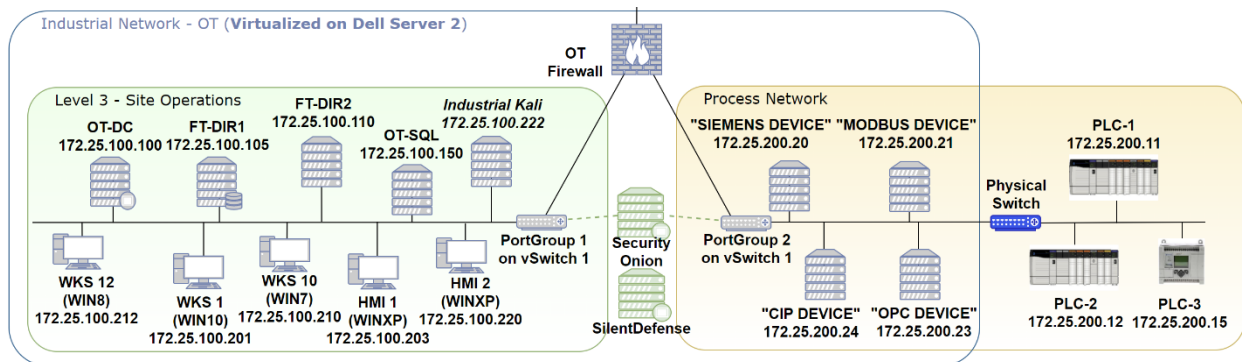 Industrial Network - OT (Virtualized on Dell Server 2)
OT
Firewall
Level 3 - Site Operations
OT-DC
172.25.100.100
FT-DIR1
172.25.100.105
FT-DIR2
172.25.100.110
OT-SQL
172.25.100.150
Industrial Kali
172.25.100.222
PortGroup 1
on vSwitch 1
WKS 12
(WIN8)
172.25.100.212
WKS 1
(WIN10)
172.25.100.201
WKS 10
(WIN7)
172.25.100.210
HMI 1
(WINXP)
172.25.100.203
HMI 2
(WINXP)
172.25.100.220
Security
Onion
SilentDefense
Process Network
"SIEMENS DEVICE"
172.25.200.20
"MODBUS DEVICE"
172.25.200.21
PLC-1
172.25.200.11
Physical
Switch
PortGroup 2
on vSwitch 1
"CIP DEVICE"
172.25.200.24
"OPC DEVICE"
172.25.200.23
PLC-2
172.25.200.12
PLC-3
172.25.200.15